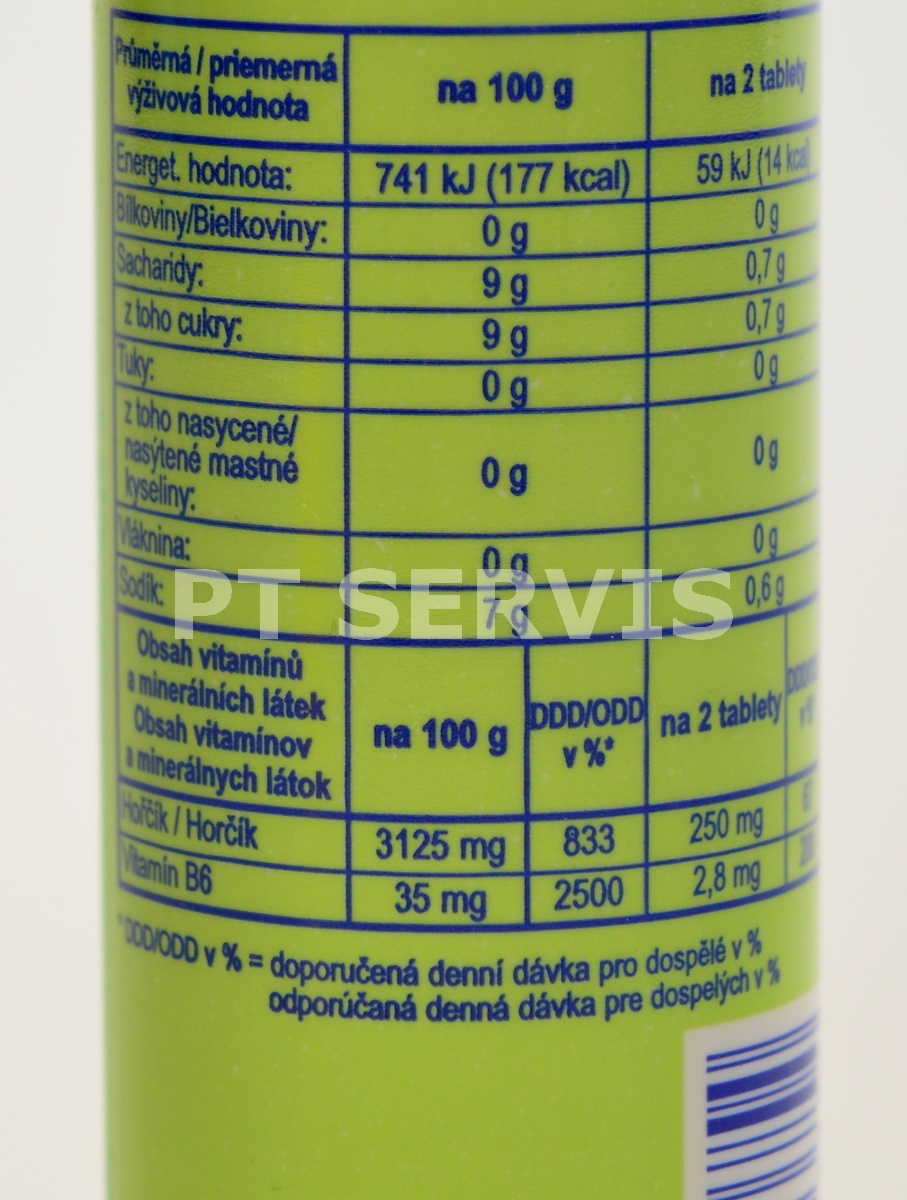 Průměrná / priemerná
výživová hodnota
na 100 g
na 2 tablety
Energet. hodnota:
741 kJ (177 kcal)
59 kJ (14 kcal)
Bílkoviny/Bielkoviny:
0 g
0 g
Sacharidy:
9 g
0,7 g
z toho cukry:
9 g
0,7 g
Tuky:
0 g
0 g
z toho nasycené/
nasýtené mastné
kyseliny:
0 g
0 g
Vláknina:
0 g
0 g
Sodík:
7 g
0,6 g
PT SERVIS
Obsah vitamínů
a minerálních látek
Obsah vitamínov
a minerálnych látok
na 100 g
DDD/ODD
v %*
na 2 tablety
Hořčík / Horčík
3125 mg
833
250 mg
Vitamin B6
35 mg
2500
2,8 mg
* DDD/ODD v % = doporučená denní dávka pro dospělé v %
odporúčaná denná dávka pre dospelých v %